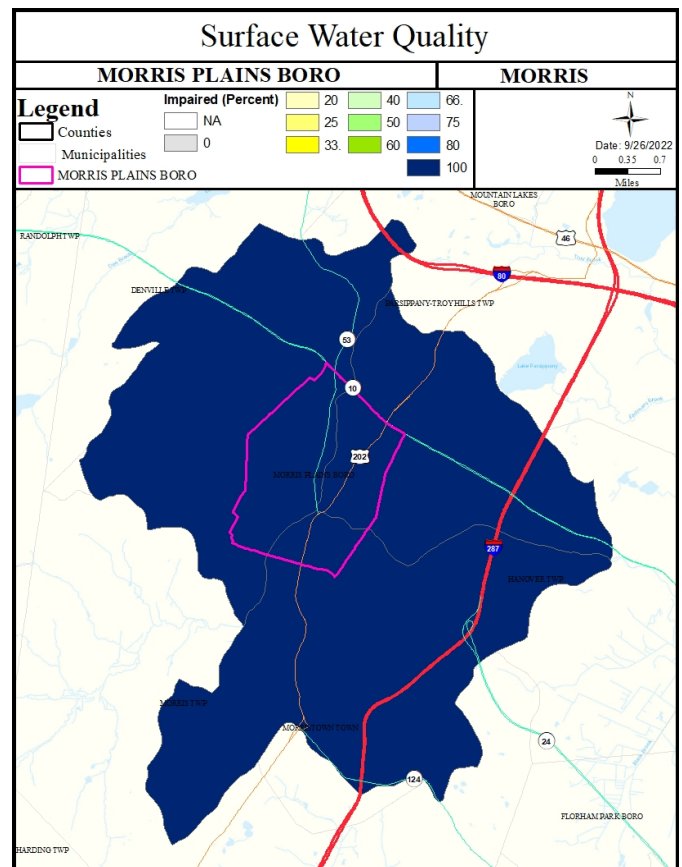 Surface Water Quality
MORRIS PLAINS BORO
MORRIS
Legend
Counties
Municipalities
MORRIS PLAINS BORO
Impaired (Percent)
NA
0
20
25
33.
40
50
60
66.
75
80
100
N
Date: 9/26/2022
0 0.35 0.7
Miles
MOUNTAIN LAKES
BORO
RANDOLPH TWP
46
80
DENVILLE TWP
PARSIPPANY-TROY HILLS TWP
53
10
202
MORRIS PLAINS BORO
287
HANOVER TWP
MORRIS TWP
MORRISTOWN TOWN
24
124
FLORHAM PARK BORO
HARDING TWP